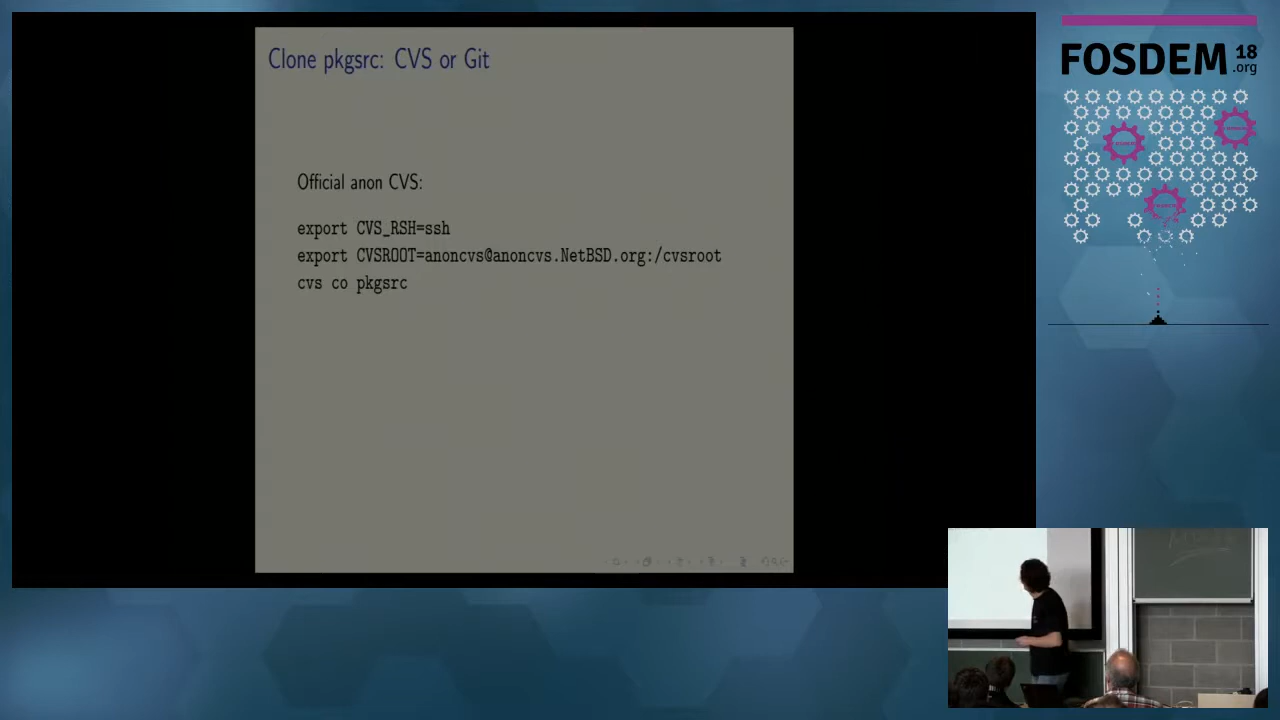 Clone pkgsrc: CVS or Git
Official anon CVS:
export CVS_RSH=ssh
export CVSROOT=anoncvs@anoncvs.NetBSD.org:/cvsroot
cvs co pkgsrc
FOSDEM 18
.org